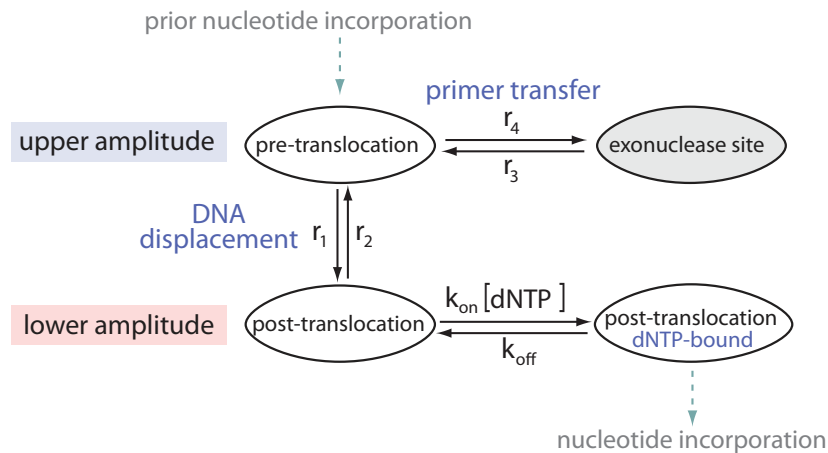 prior nucleotide incorporation
primer transfer
upper amplitude
pre-translocation
r4
r3
exonuclease site
DNA
displacement
r1
r2
lower amplitude
post-translocation
kon [dNTP ]
koff
post-translocation
dNTP-bound
nucleotide incorporation